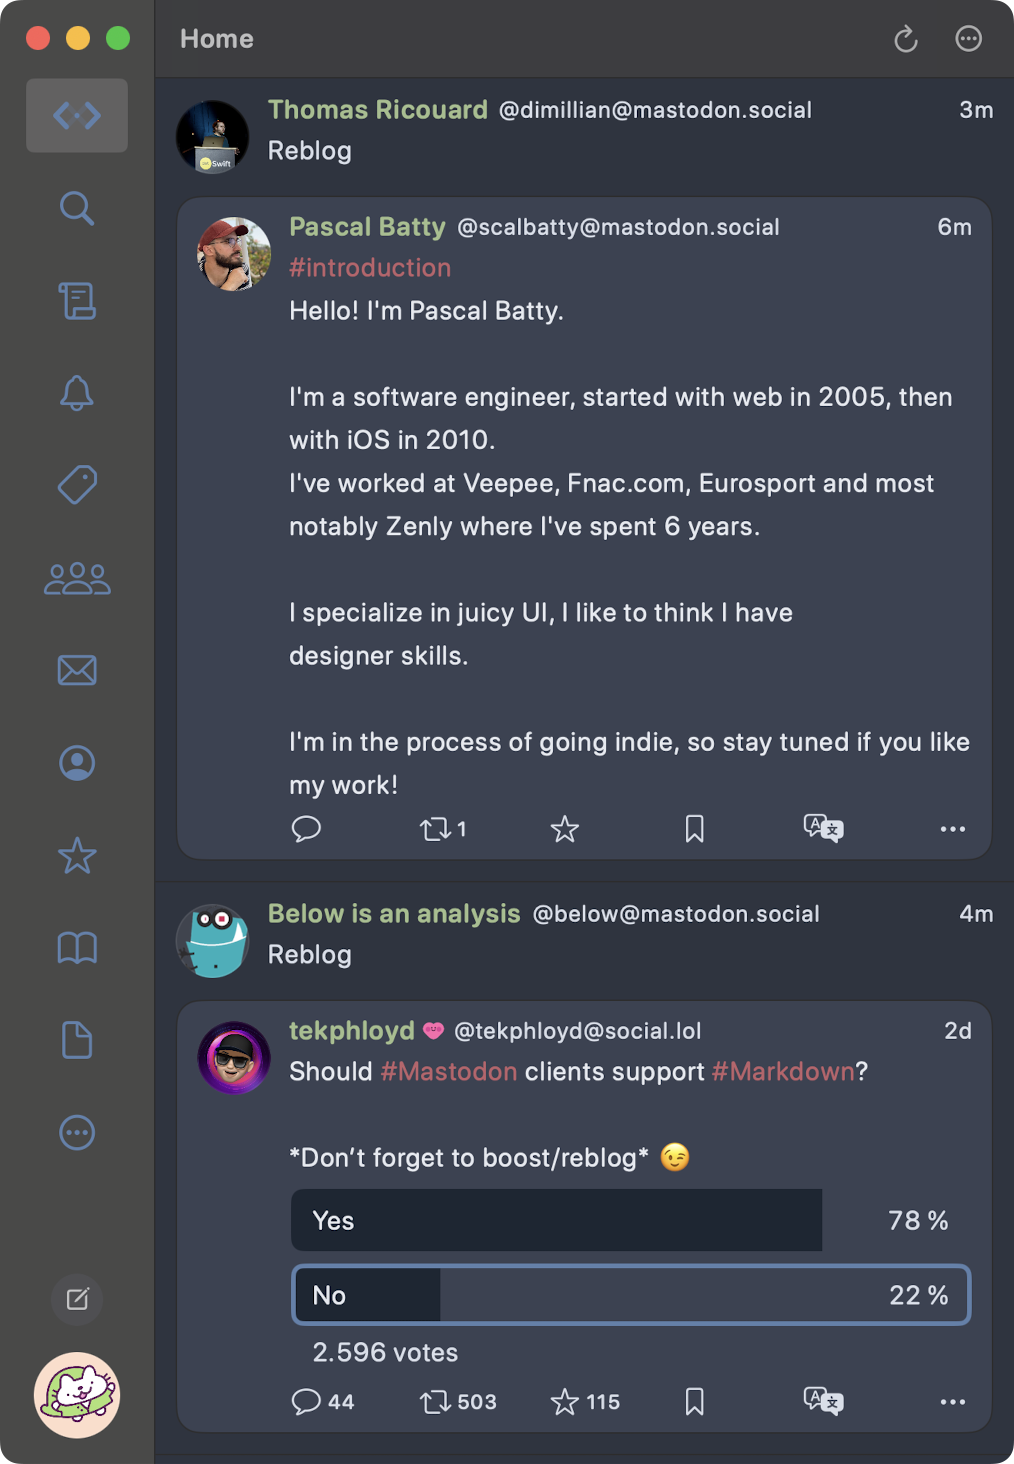 Home
Thomas Ricouard @dimillian@mastodon.social 3m
Reblog
Swift
Pascal Batty @scalbatty@mastodon.social 6m
#introduction
Hello! I'm Pascal Batty.
I'm a software engineer, started with web in 2005, then
with iOS in 2010.
I've worked at Veepee, Fnac.com, Eurosport and most
notably Zenly where I've spent 6 years.
I specialize in juicy UI, I like to think I have
designer skills.
I'm in the process of going indie, so stay tuned if you like
my work!
1
A 文
Below is an analysis @below@mastodon.social 4m
Reblog
tekphloyd @tekphloyd@social.lol 2d
Should #Mastodon clients support #Markdown?
*Don’t forget to boost/reblog* 😉
Yes 78 %
No 22 %
2.596 votes
44 503 115
A 文